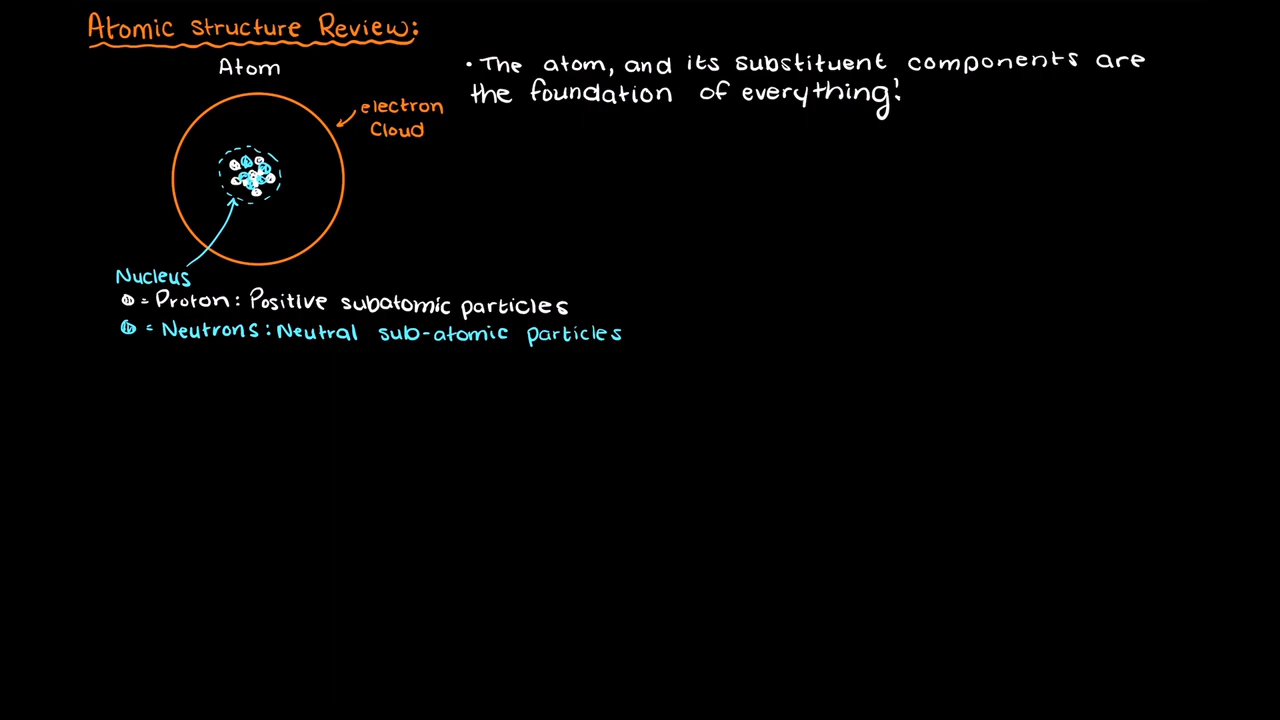 Atomic Structure Review:
Atom
• The atom, and its substituent components are
the foundation of everything!
electron
Cloud
Nucleus
= Proton: Positive subatomic particles
= Neutrons: Neutral sub-atomic particles